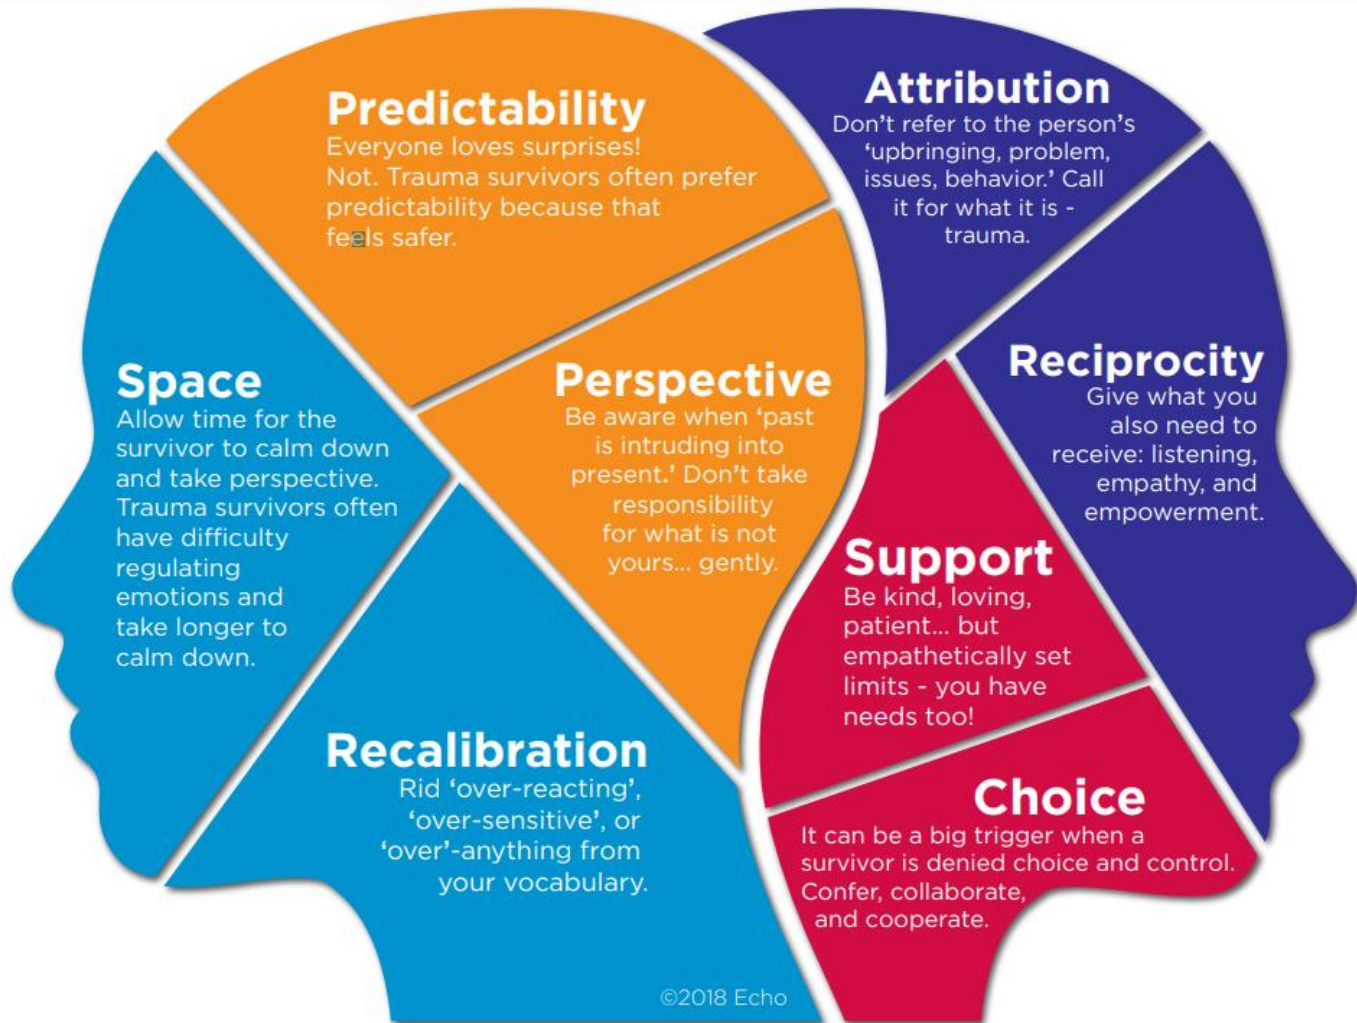 Predictability
Everyone loves surprises!
Not. Trauma survivors often prefer
predictability because that
feels safer.
Attribution
Don't refer to the person's
'upbringing, problem,
issues, behavior.' Call
it for what it is -
trauma.
Space
Allow time for the
survivor to calm down
and take perspective.
Trauma survivors often
have difficulty
regulating
emotions and
take longer to
calm down.
Perspective
Be aware when 'past
is intruding into
present.' Don't take
responsibility
for what is not
yours... gently.
Reciprocity
Give what you
also need to
receive: listening,
empathy, and
empowerment.
Support
Be kind, loving,
patient... but
empathetically set
limits - you have
needs too!
Recalibration
Rid 'over-reacting',
'over-sensitive', or
'over'-anything from
your vocabulary.
Choice
It can be a big trigger when a
survivor is denied choice and control.
Confer, collaborate,
and cooperate.
©2018 Echo